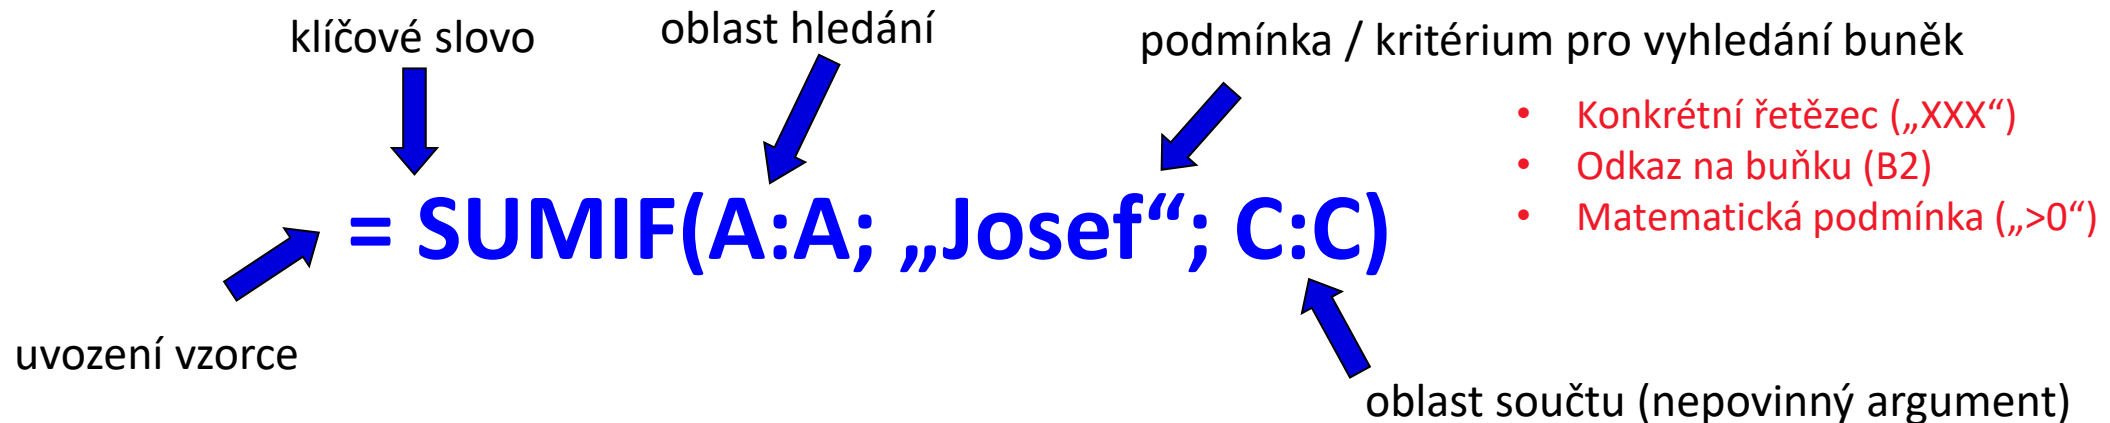 klíčové slovo
oblast hledání
podmínka / kritérium pro vyhledání buněk
• Konkrétní řetězec („XXX“)
• Odkaz na buňku (B2)
• Matematická podmínka („>0“)
= SUMIF(A:A; „Josef“; C:C)
uvození vzorce
oblast součtu (nepovinný argument)